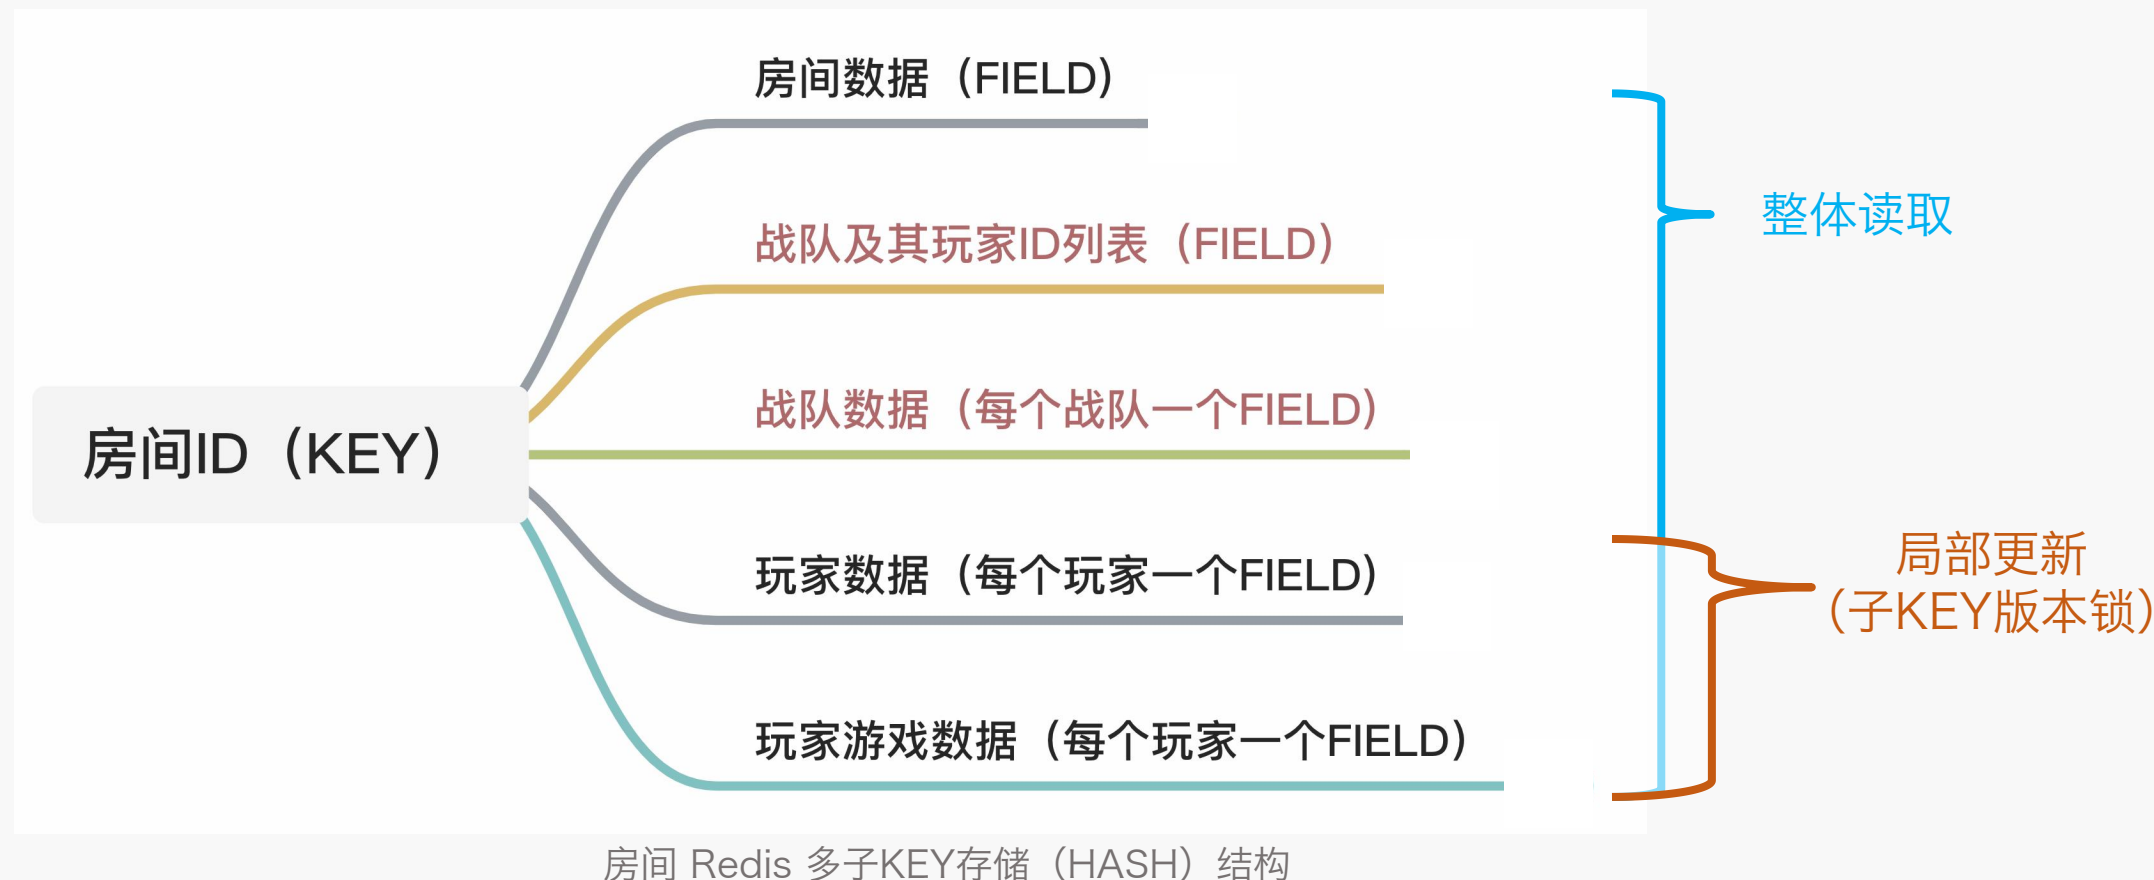 房间数据（FIELD）
战队及其玩家ID列表（FIELD）
整体读取
战队数据（每个战队一个FIELD）
房间ID（KEY）
玩家数据（每个玩家一个FIELD）
局部更新
（子KEY版本锁）
玩家游戏数据（每个玩家一个FIELD）
房间 Redis 多子KEY存储（HASH）结构